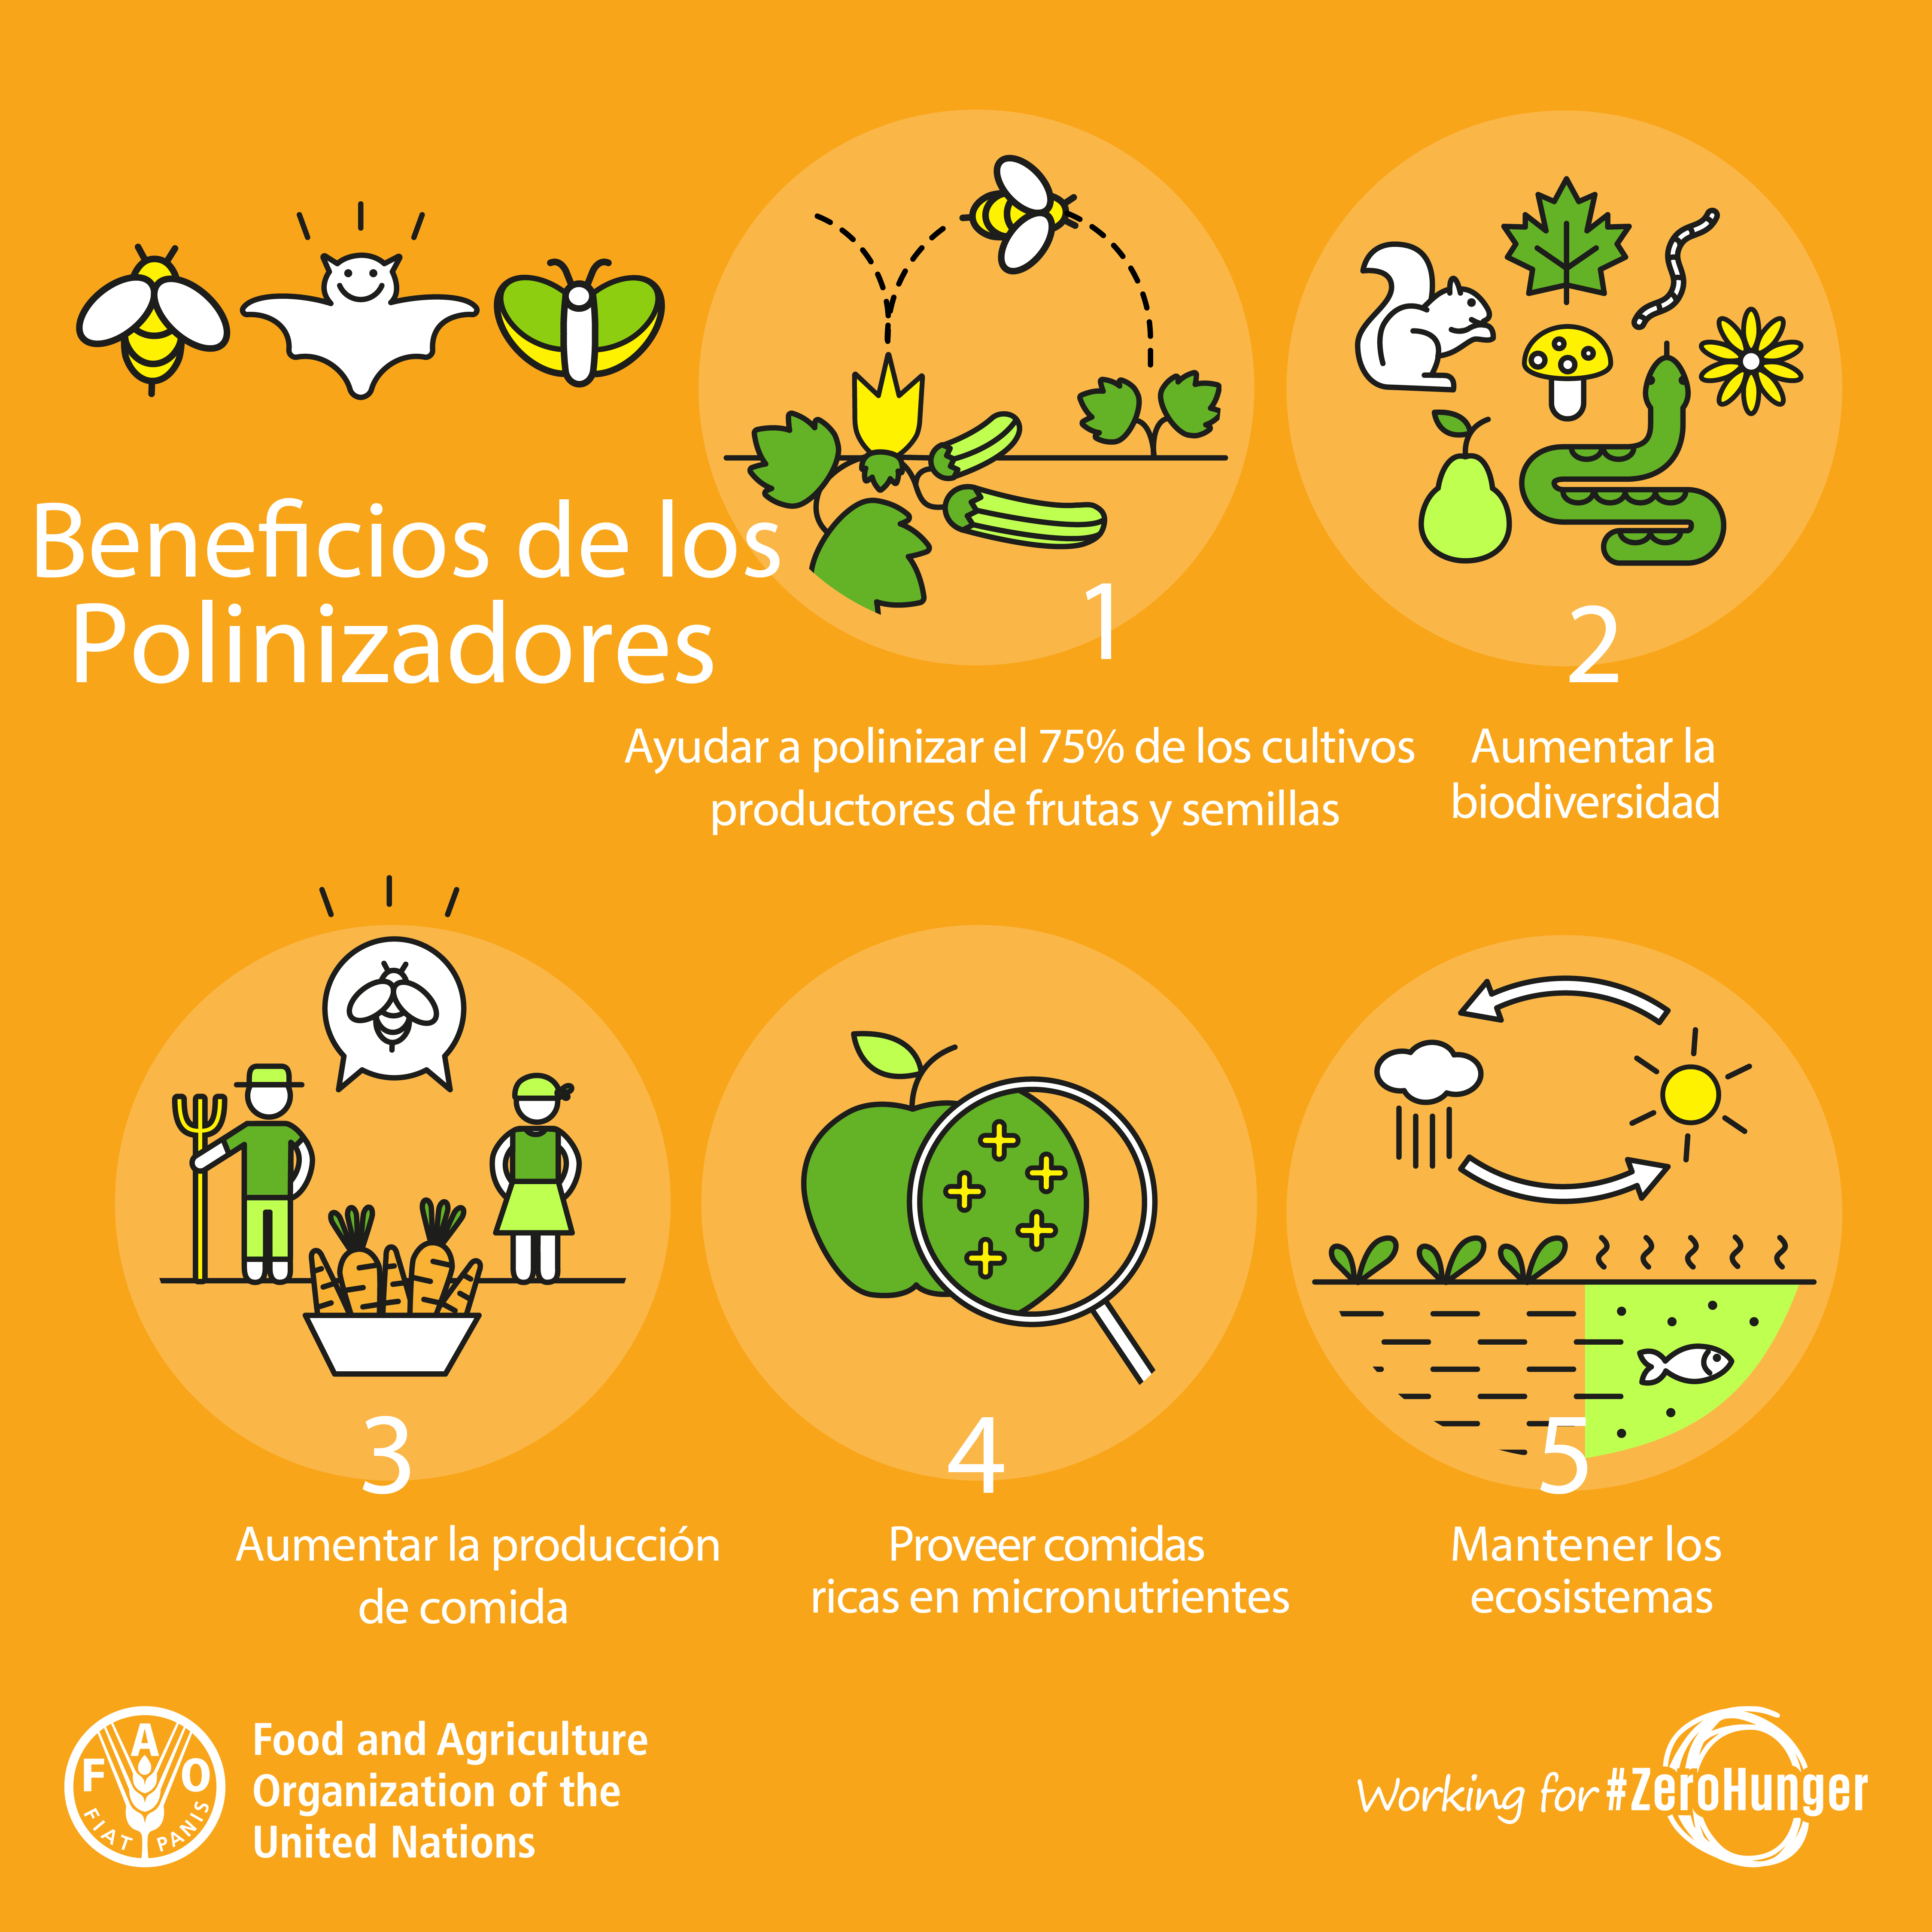 Beneficios de los
Polinizadores
1
Ayudar a polinizar el 75% de los cultivos
productores de frutas y semillas
2
Aumentar la
biodiversidad
3
Aumentar la producción
de comida
4
Proveer comidas
ricas en micronutrientes
5
Mantener los
ecosistemas
F A O
FIAT PANIS
Food and Agriculture
Organization of the
United Nations
Working for #ZeroHunger